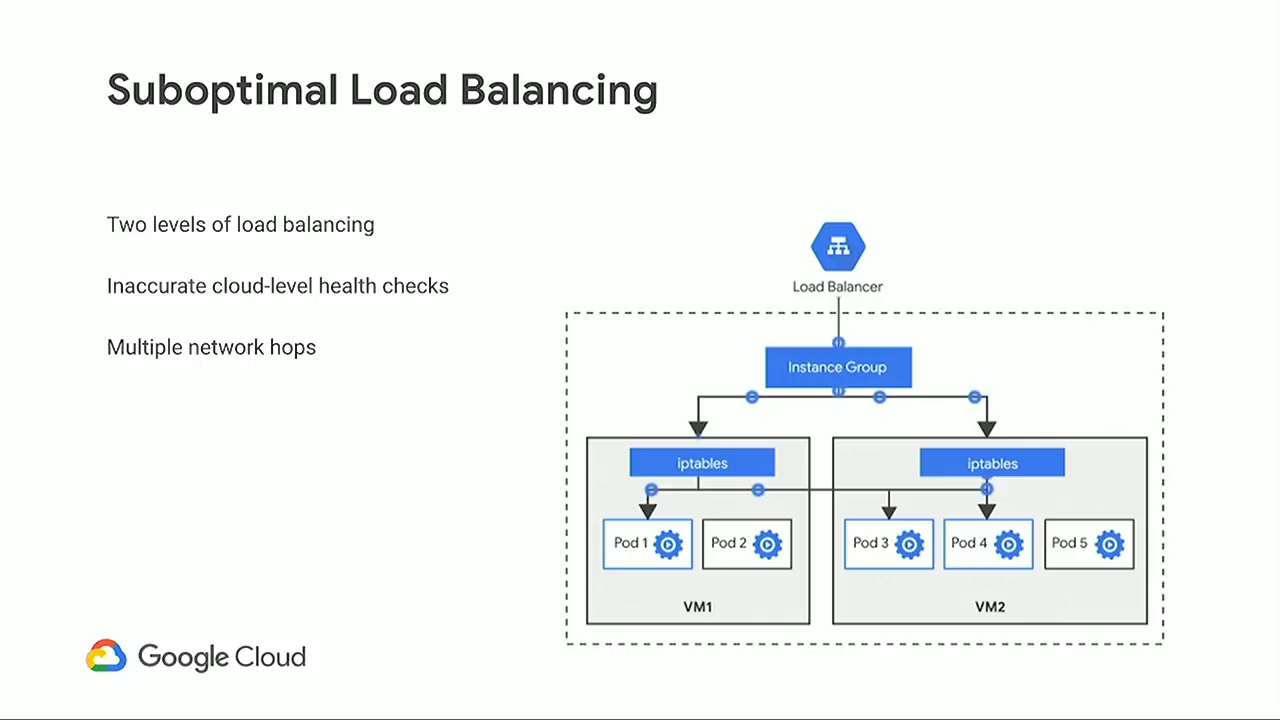 Suboptimal Load Balancing
Two levels of load balancing
Inaccurate cloud-level health checks
Multiple network hops
Load Balancer
Instance Group
iptables
iptables
Pod 1
Pod 2
Pod 3
Pod 4
Pod 5
VM1
VM2
Google Cloud